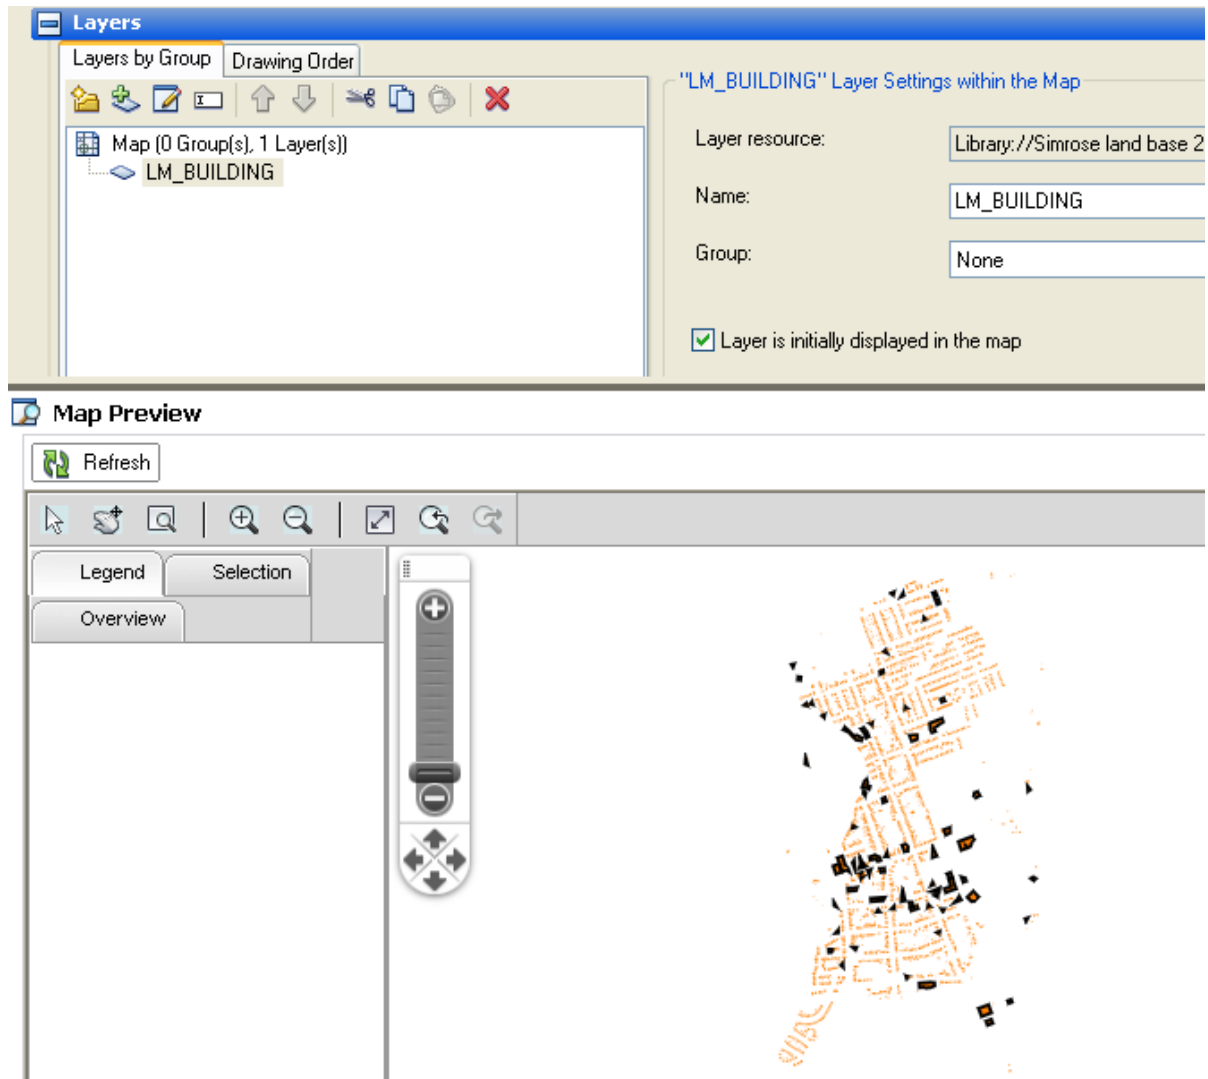 Layers
Layers by Group
Drawing Order
Map (0 Group(s), 1 Layer(s))
LM_BUILDING
"LM_BUILDING" Layer Settings within the Map
Layer resource:
Library://Simrose land base 2
Name:
LM_BUILDING
Group:
None
Layer is initially displayed in the map
Map Preview
Refresh
Legend
Selection
Overview